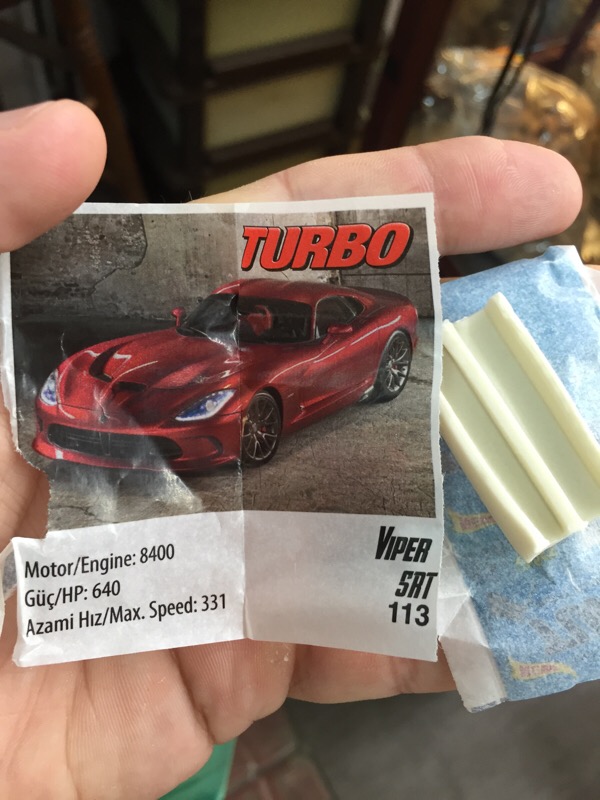 TURBO
Motor/Engine: 8400
Güç/HP: 640
Azami Hız/Max. Speed: 331
VIPER
SRT
113